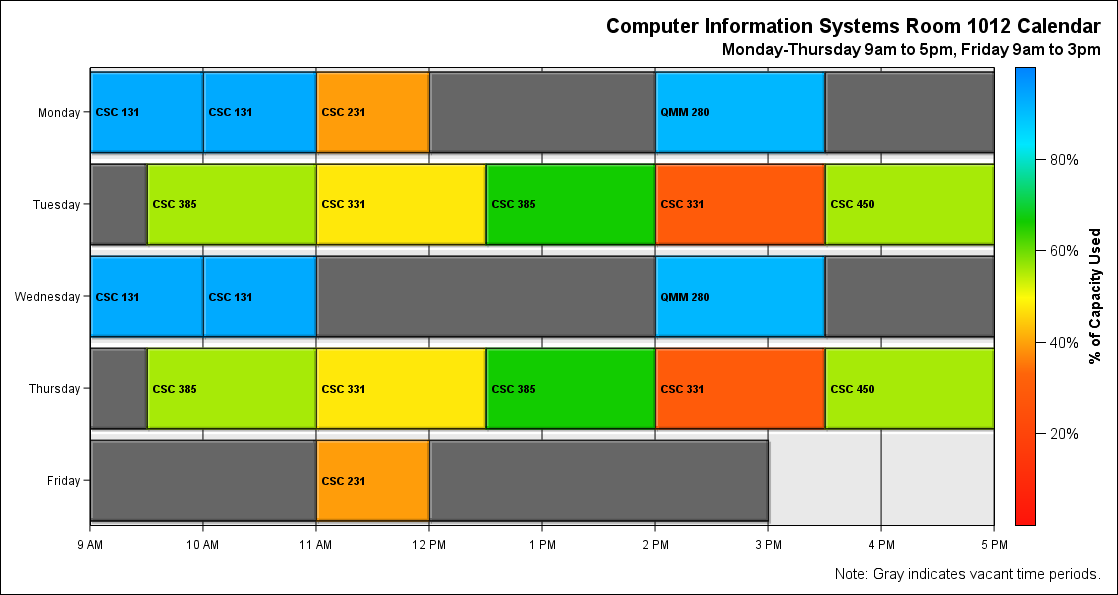 Computer Information Systems Room 1012 Calendar
Monday-Thursday 9am to 5pm, Friday 9am to 3pm
Monday CSC 131 CSC 131 CSC 231 QMM 280
80%
Tuesday CSC 385 CSC 331 CSC 385 CSC 331 CSC 450
60%
% of Capacity Used
Wednesday CSC 131 CSC 131 QMM 280
40%
Thursday CSC 385 CSC 331 CSC 385 CSC 331 CSC 450
20%
Friday CSC 231
9 AM 10 AM 11 AM 12 PM 1 PM 2 PM 3 PM 4 PM 5 PM
Note: Gray indicates vacant time periods.